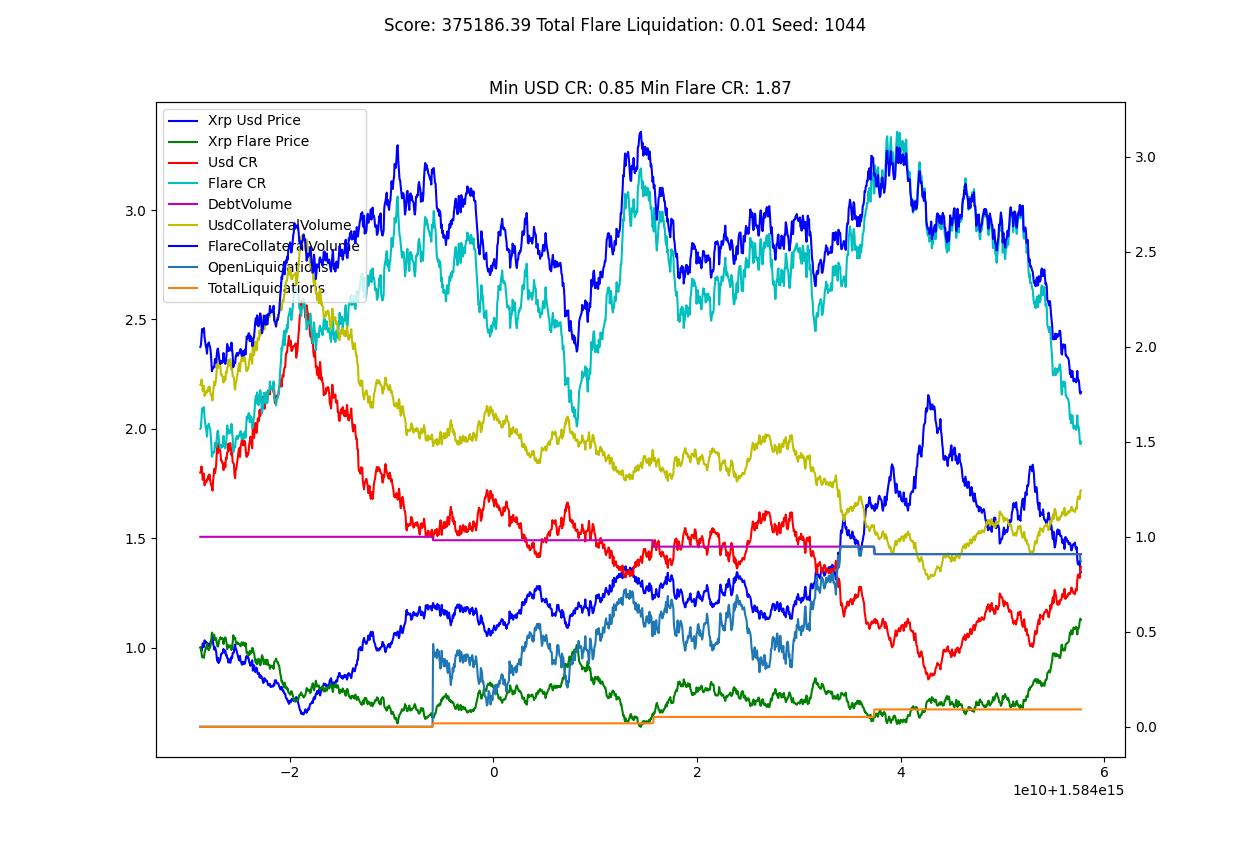 Score: 375186.39 Total Flare Liquidation: 0.01 Seed: 1044
Min USD CR: 0.85 Min Flare CR: 1.87
Xrp Usd Price
Xrp Flare Price
Usd CR
Flare CR
DebtVolume
UsdCollateralVolume
FlareCollateralVolume
OpenLiquidations
TotalLiquidations
3.0
2.5
2.0
1.5
1.0
3.0
2.5
2.0
1.5
1.0
0.5
0.0
−2
0
2
4
6
1e10+1.584e15